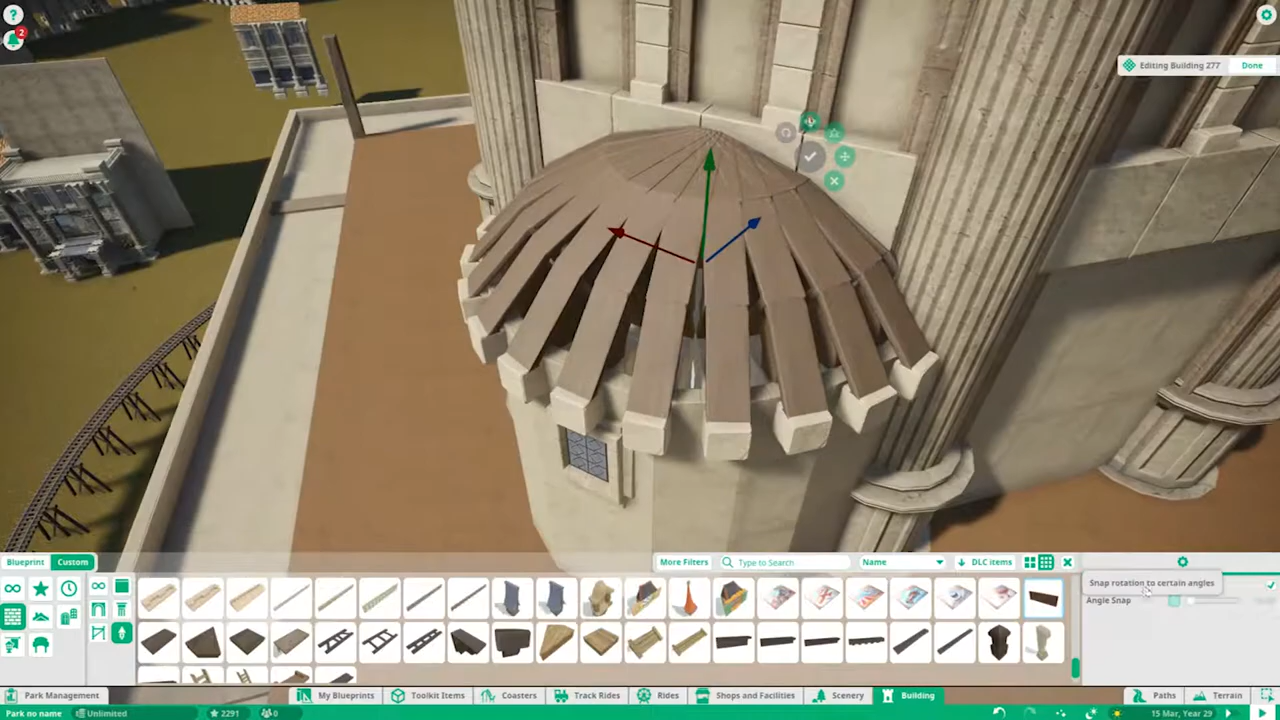 ?
2
Editing Building 277 Done
Blueprint Custom
More Filters Type to Search Name DLC items
Snap rotation to certain angles
Angle Snap
Park Management My Blueprints Toolkit Items Coasters Track Rides Rides Shops and Facilities Scenery Building Paths Terrain
Park no name Unlimited 2291 0 15 Mar, Year 29